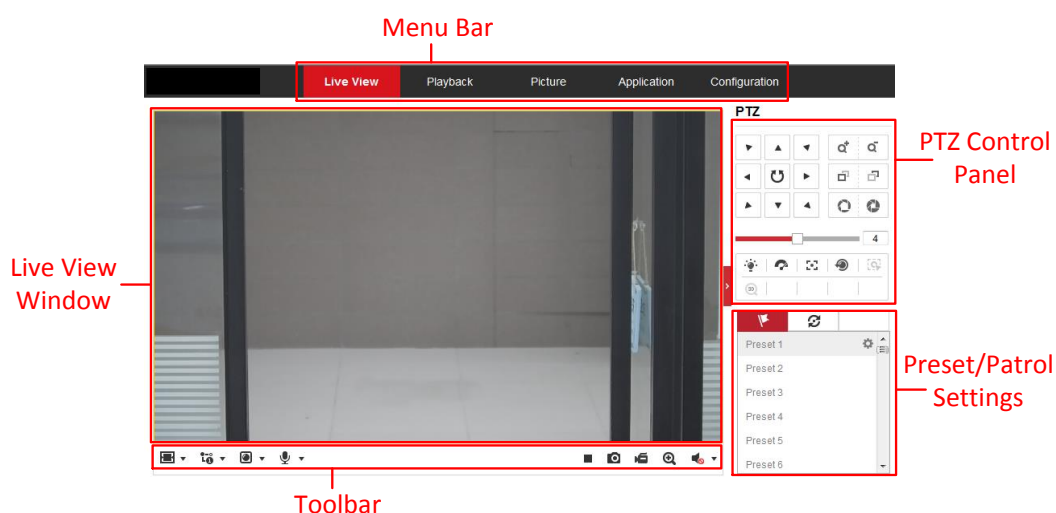 Menu Bar
Live View
Playback
Picture
Application
Configuration
PTZ
PTZ Control
Panel
4
Live View
Window
Preset 1
Preset 2
Preset 3
Preset 4
Preset 5
Preset 6
Preset/Patrol
Settings
Toolbar